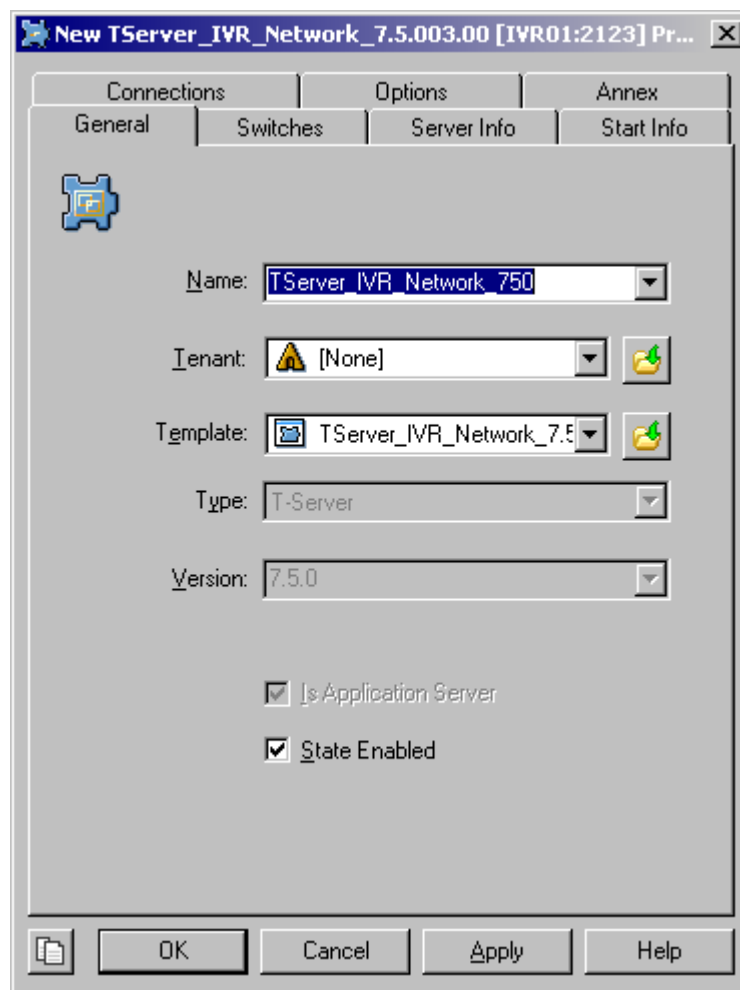 New TServer_IVR_Network_7.5.003.00 [IVR01:2123] Pr...
Connections Options Annex
General Switches Server Info Start Info
Name: TServer_IVR_Network_750
Tenant: [None]
Template: TServer_IVR_Network_7.5
Type: T-Server
Version: 7.5.0
Is Application Server
State Enabled
OK Cancel Apply Help